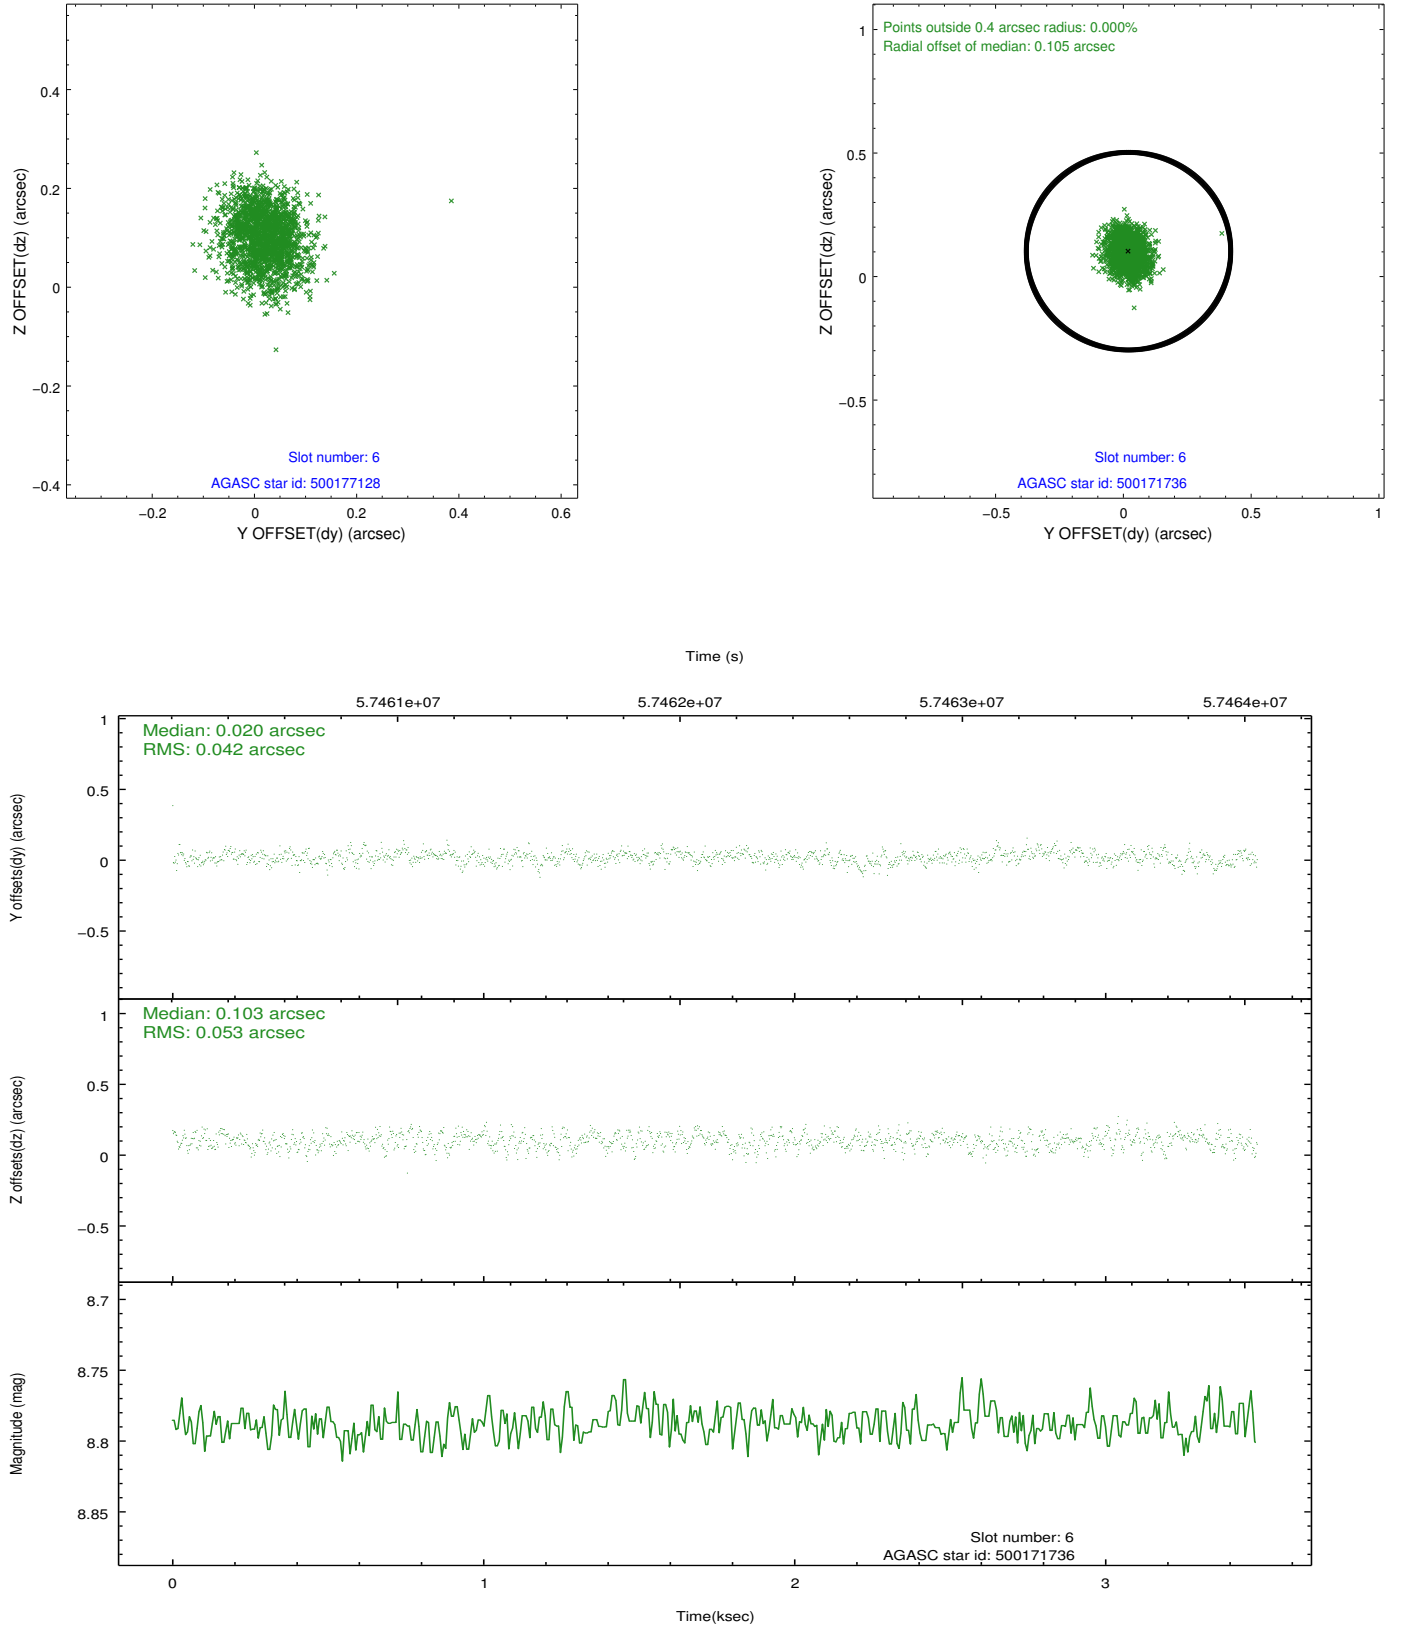 0.4
0.2
0
−0.2
−0.4
Z OFFSET(dz) (arcsec)
Slot number: 6
AGASC star id: 500177128
−0.2
0
0.2
0.4
0.6
Y OFFSET(dy) (arcsec)
Points outside 0.4 arcsec radius: 0.000%
Radial offset of median: 0.105 arcsec
1
0.5
0
−0.5
Z OFFSET(dz) (arcsec)
Slot number: 6
AGASC star id: 500171736
−0.5
0
0.5
1
Y OFFSET(dy) (arcsec)
Time (s)
5.7461e+07
5.7462e+07
5.7463e+07
5.7464e+07
Median: 0.020 arcsec
RMS: 0.042 arcsec
1
0.5
0
−0.5
Y offsets(dy) (arcsec)
Median: 0.103 arcsec
RMS: 0.053 arcsec
1
0.5
0
−0.5
Z offsets(dz) (arcsec)
8.7
8.75
8.8
8.85
Magnitude (mag)
Slot number: 6
AGASC star id: 500171736
0
1
2
3
Time(ksec)